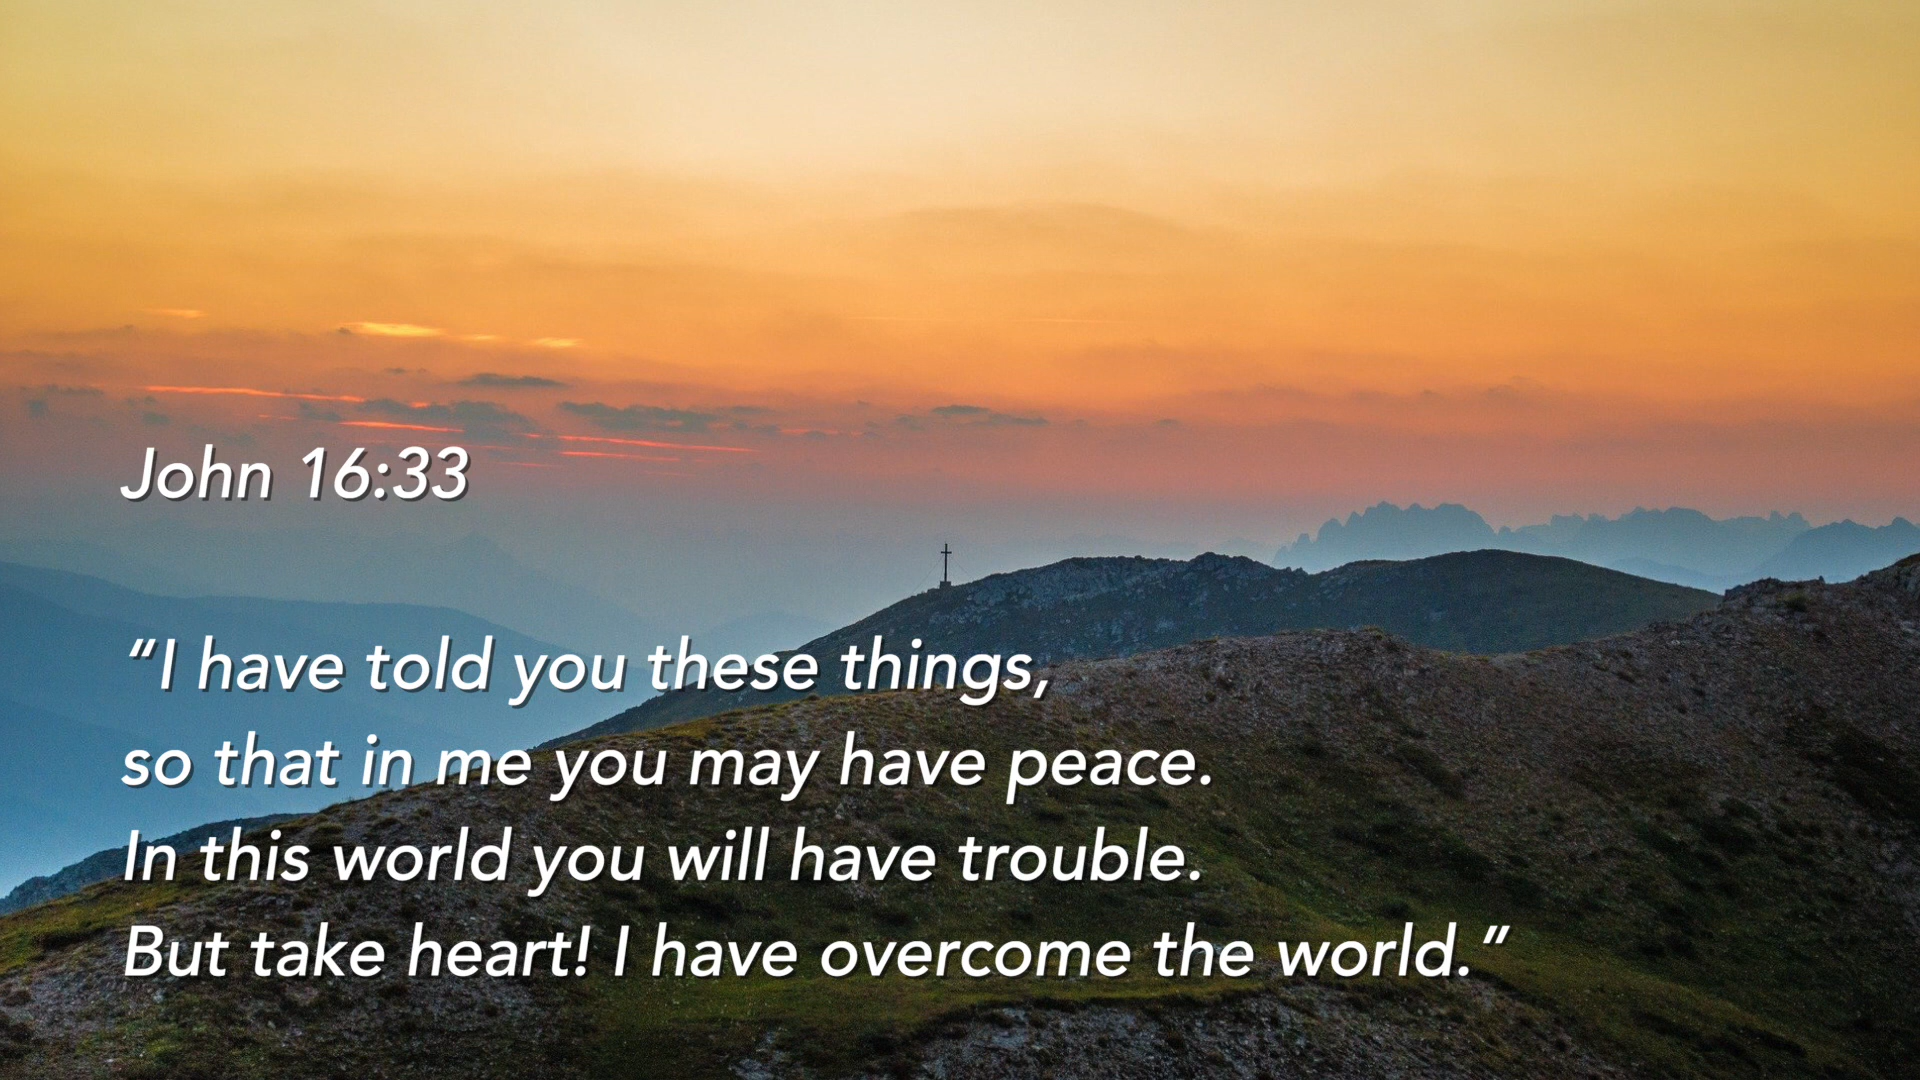 John 16:33
“I have told you these things,
so that in me you may have peace.
In this world you will have trouble.
But take heart! I have overcome the world.”